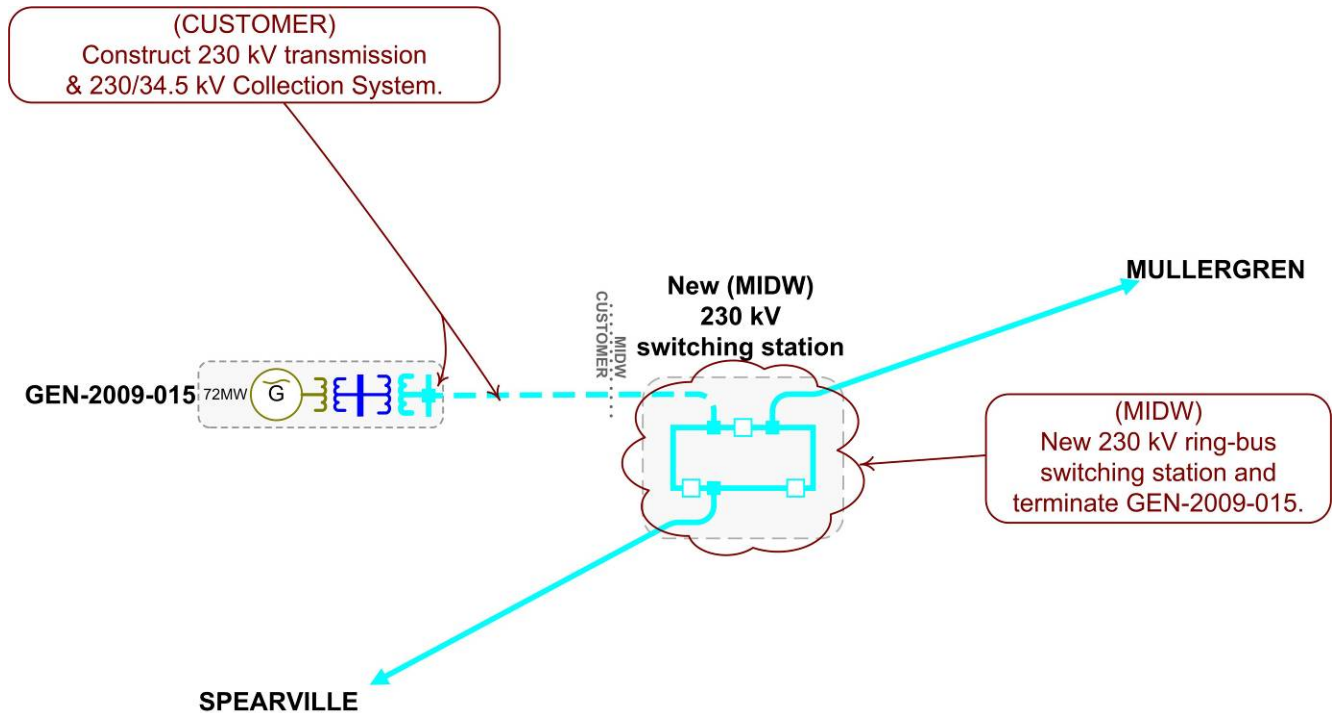 (CUSTOMER)
Construct 230 kV transmission
& 230/34.5 kV Collection System.
MULLERGREN
New (MIDW)
230 kV
switching station
CUSTOMER
MIDW
GEN-2009-015
72MW
G
(MIDW)
New 230 kV ring-bus
switching station and
terminate GEN-2009-015.
SPEARVILLE